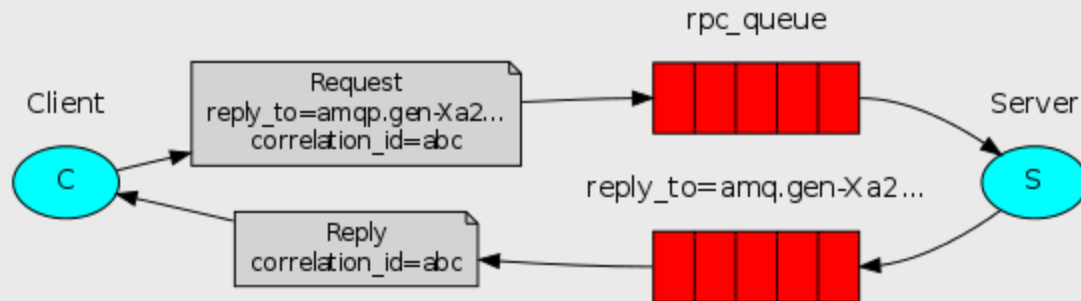 rpc_queue
Client
Request
reply_to=amqp.gen-Xa2...
correlation_id=abc
Server
C
S
reply_to=amq.gen-Xa2...
Reply
correlation_id=abc